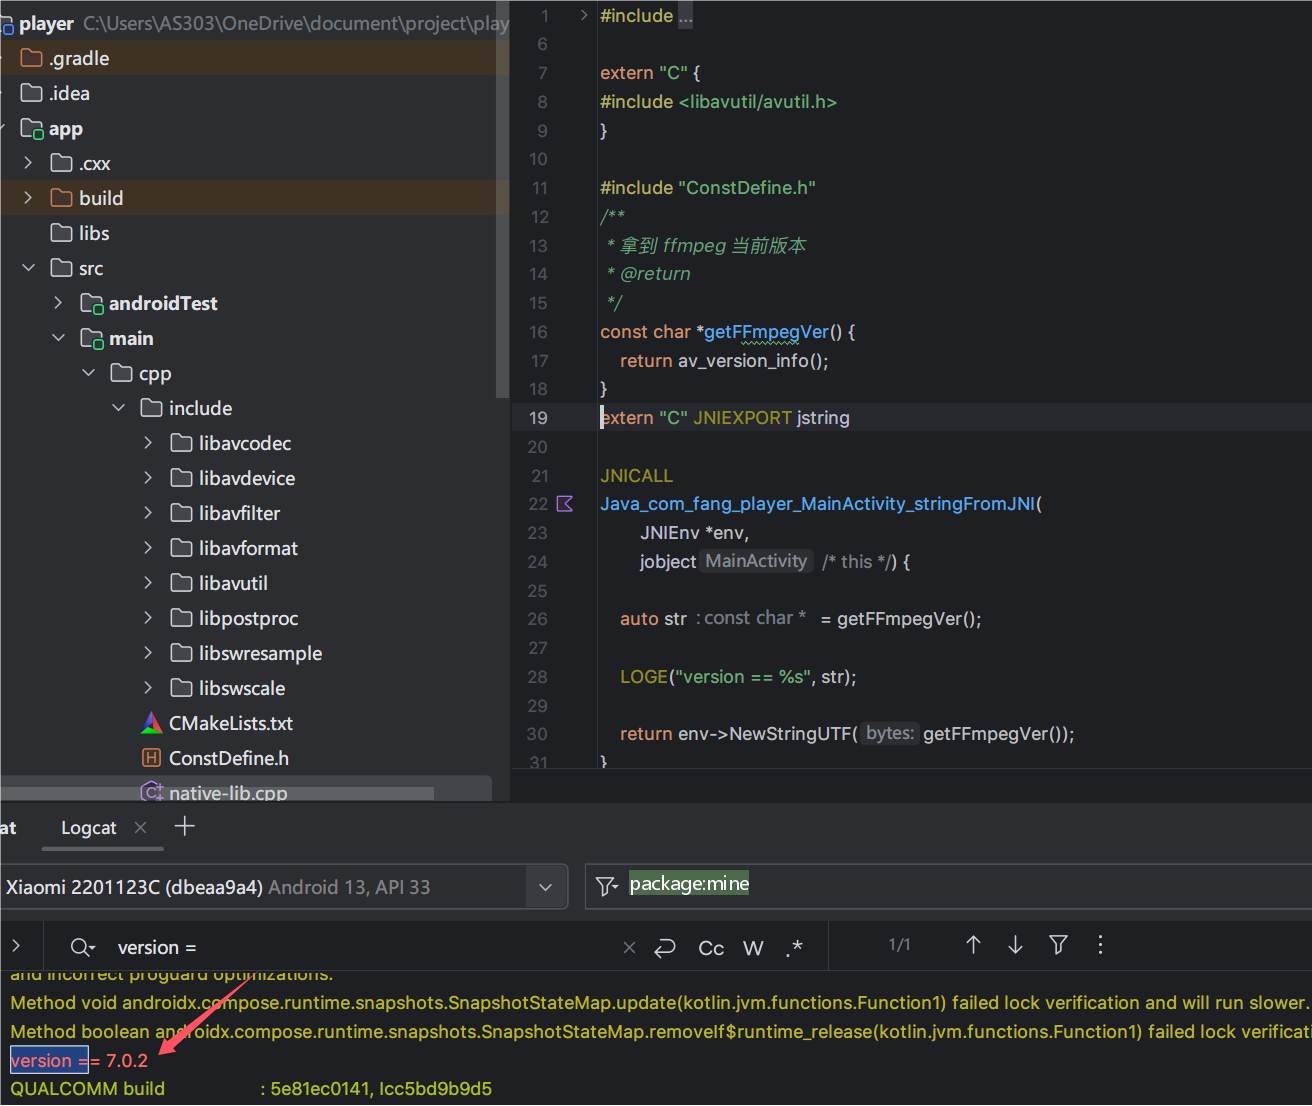 player C:\Users\AS303\OneDrive\document\project\play
.gradle
.idea
app
.cxx
build
libs
src
androidTest
main
cpp
include
libavcodec
libavdevice
libavfilter
libavformat
libavutil
libpostproc
libswresample
libswscale
CMakeLists.txt
ConstDefine.h
native-lib.cpp
1 #include ...
6
7 extern "C" {
8 #include <libavutil/avutil.h>
9 }
10
11 #include "ConstDefine.h"
12 /**
13 * 拿到 ffmpeg 当前版本
14 * @return
15 */
16 const char *getFFmpegVer() {
17 return av_version_info();
18 }
19 extern "C" JNIEXPORT jstring
20
21 JNICALL
22 Java_com_fang_player_MainActivity_stringFromJNI(
23 JNIEnv *env,
24 jobject MainActivity /* this */) {
25
26 auto str : const char * = getFFmpegVer();
27
28 LOGE("version == %s", str);
29
30 return env->NewStringUTF( bytes: getFFmpegVer());
31 }
at Logcat
Xiaomi 2201123C (dbeaa9a4) Android 13, API 33 package:mine
version = Cc W .* 1/1
and incorrect proguard optimizations.
Method void androidx.compose.runtime.snapshots.SnapshotStateMap.update(kotlin.jvm.functions.Function1) failed lock verification and will run slower.
Method boolean androidx.compose.runtime.snapshots.SnapshotStateMap.removeIf$runtime_release(kotlin.jvm.functions.Function1) failed lock verificati
version == 7.0.2
QUALCOMM build : 5e81ec0141, Icc5bd9b9d5